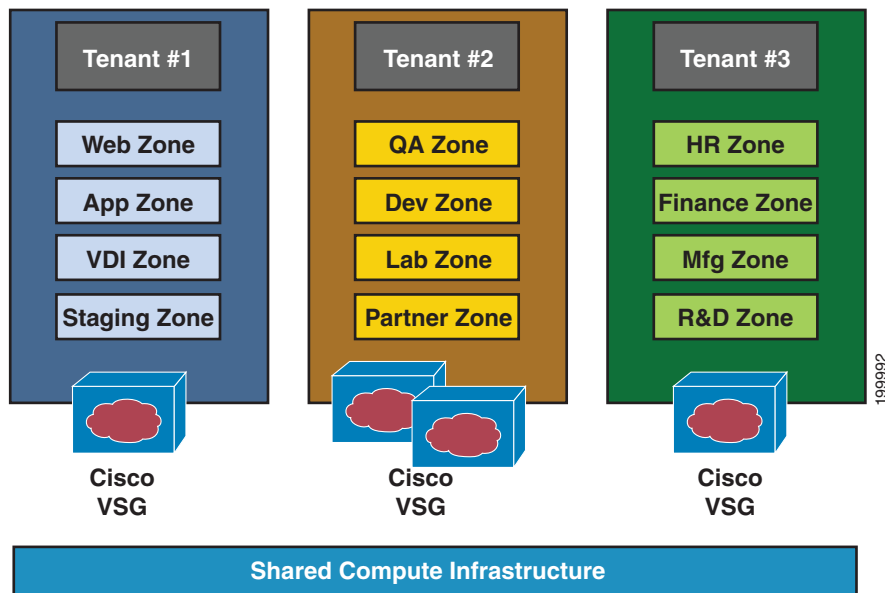 Tenant #1
Web Zone
App Zone
VDI Zone
Staging Zone
Cisco
VSG
Tenant #2
QA Zone
Dev Zone
Lab Zone
Partner Zone
Cisco
VSG
Tenant #3
HR Zone
Finance Zone
Mfg Zone
R&D Zone
Cisco
VSG
199992
Shared Compute Infrastructure